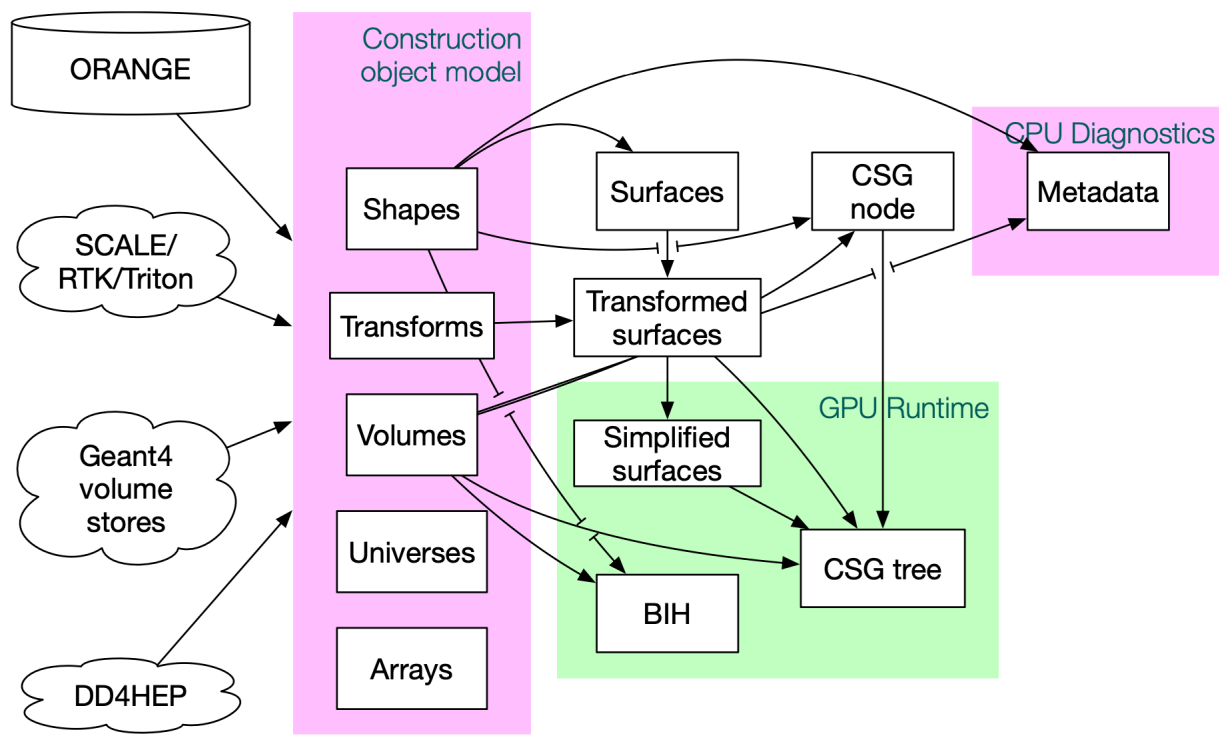 ORANGE
SCALE/
RTK/Triton
Geant4
volume
stores
DD4HEP
Construction
object model
Shapes
Transforms
Volumes
Universes
Arrays
Surfaces
Transformed
surfaces
CSG
node
CPU Diagnostics
Metadata
GPU Runtime
Simplified
surfaces
CSG tree
BIH